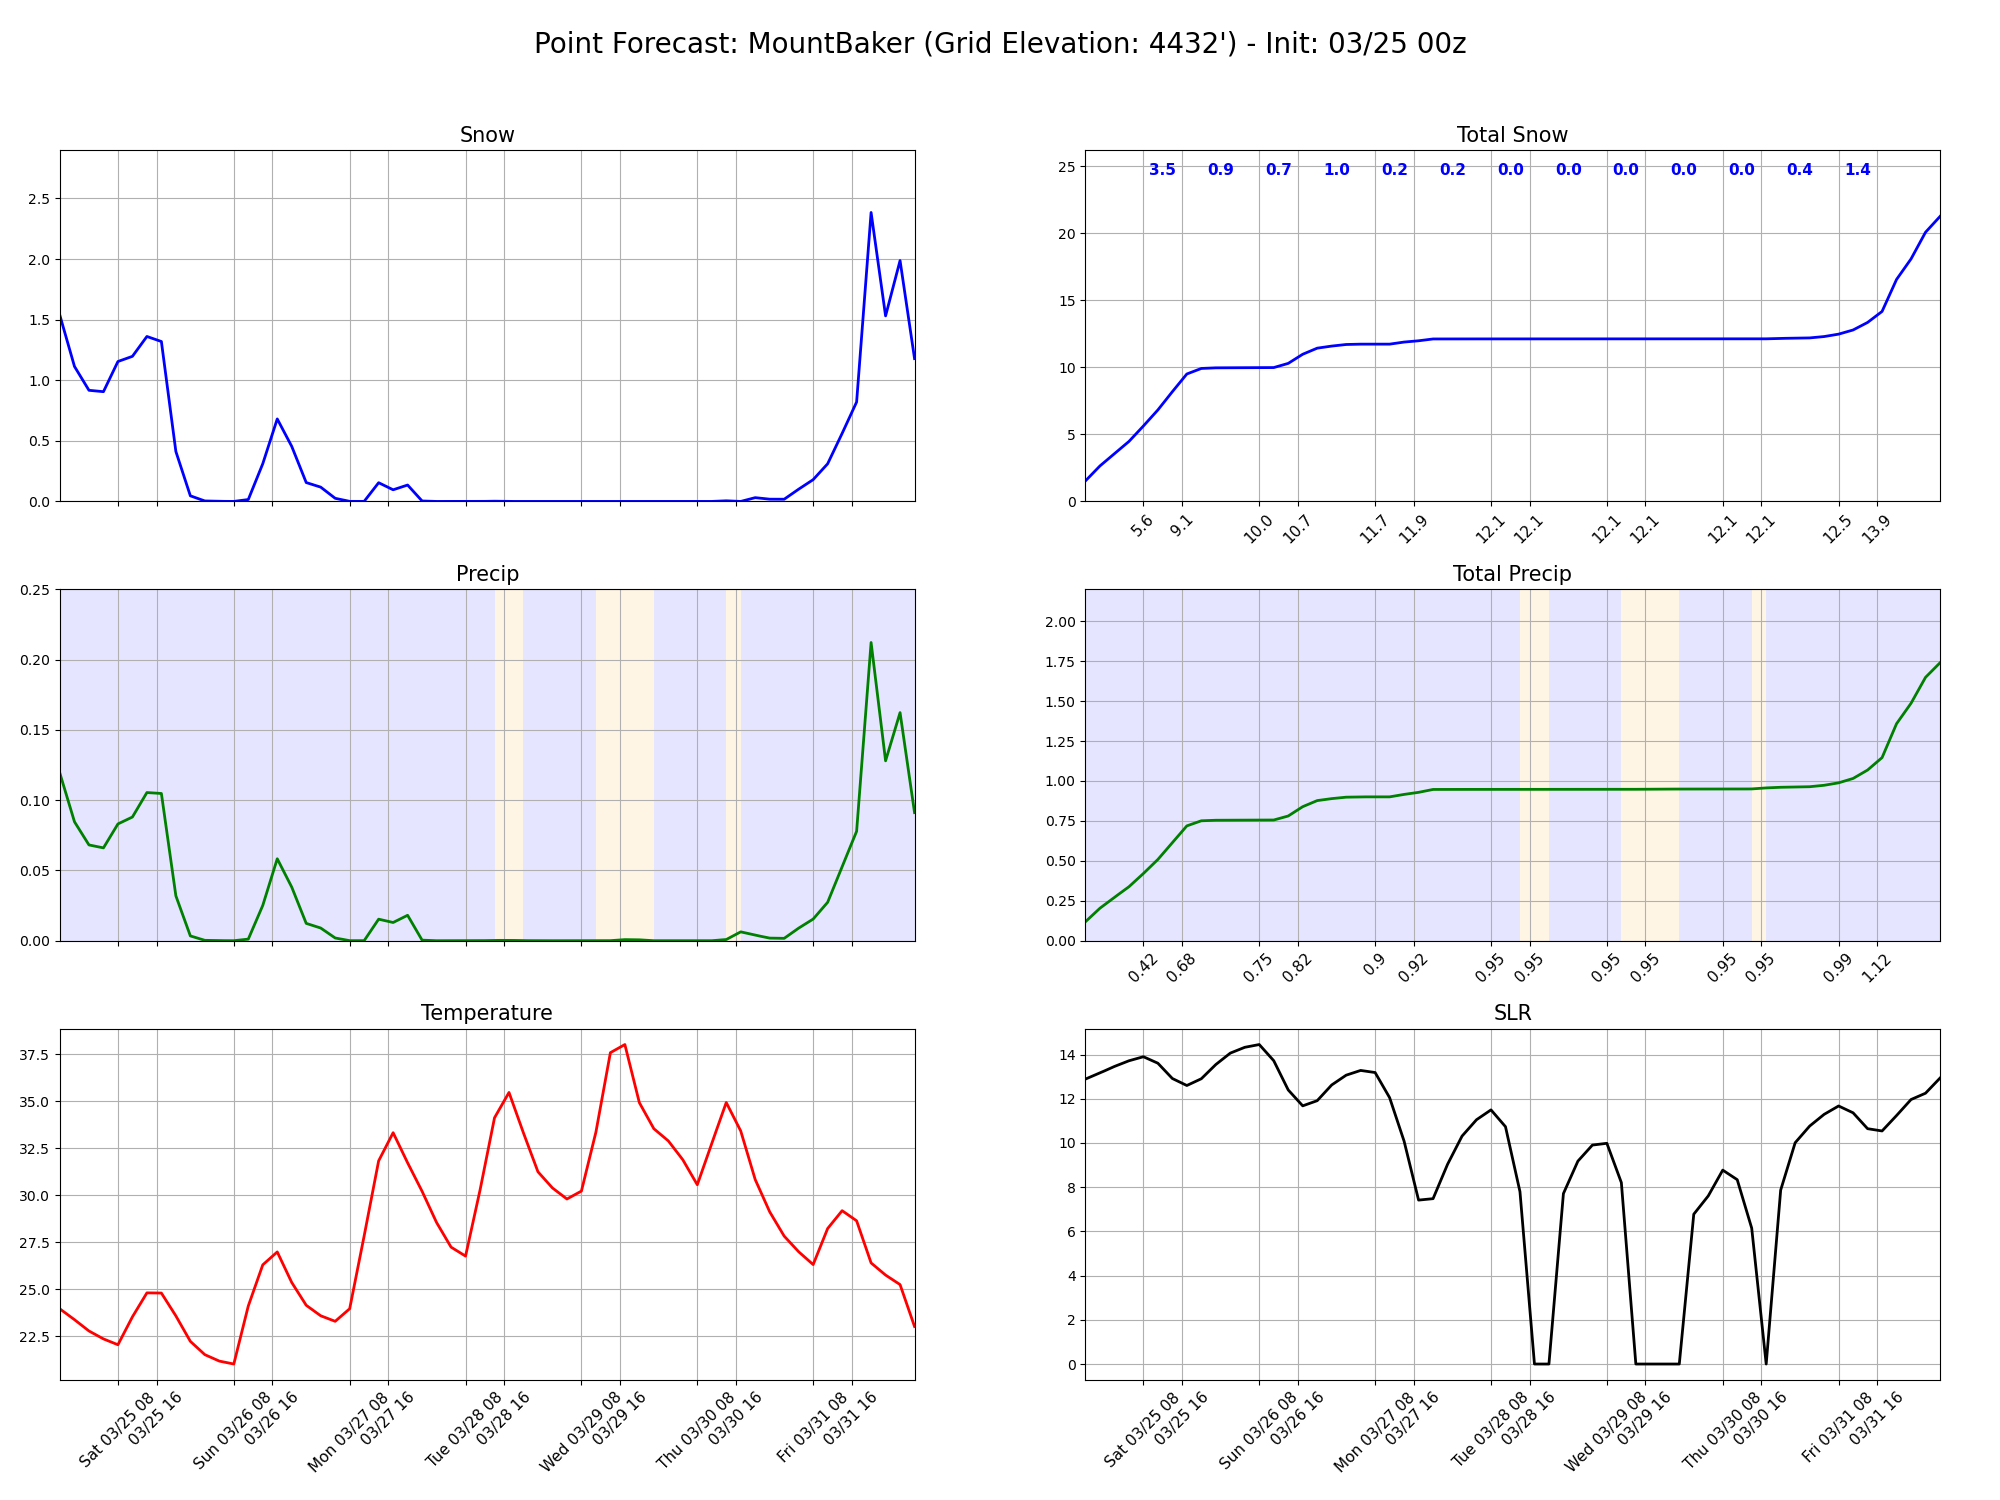 Point Forecast: MountBaker (Grid Elevation: 4432') - Init: 03/25 00z
Snow
2.5
2.0
1.5
1.0
0.5
0.0
Total Snow
3.5 0.9 0.7 1.0 0.2 0.2 0.0 0.0 0.0 0.0 0.0 0.4 1.4
25
20
15
10
5
0
5.6 9.1 10.0 10.7 11.7 11.9 12.1 12.1 12.1 12.1 12.1 12.1 12.5 13.9
Precip
0.25
0.20
0.15
0.10
0.05
0.00
Total Precip
2.00
1.75
1.50
1.25
1.00
0.75
0.50
0.25
0.00
0.42 0.68 0.75 0.82 0.9 0.92 0.95 0.95 0.95 0.95 0.95 0.95 0.99 1.12
Temperature
37.5
35.0
32.5
30.0
27.5
25.0
22.5
Sat 03/25 08
03/25 16
Sun 03/26 08
03/26 16
Mon 03/27 08
03/27 16
Tue 03/28 08
03/28 16
Wed 03/29 08
03/29 16
Thu 03/30 08
03/30 16
Fri 03/31 08
03/31 16
SLR
14
12
10
8
6
4
2
0
Sat 03/25 08
03/25 16
Sun 03/26 08
03/26 16
Mon 03/27 08
03/27 16
Tue 03/28 08
03/28 16
Wed 03/29 08
03/29 16
Thu 03/30 08
03/30 16
Fri 03/31 08
03/31 16